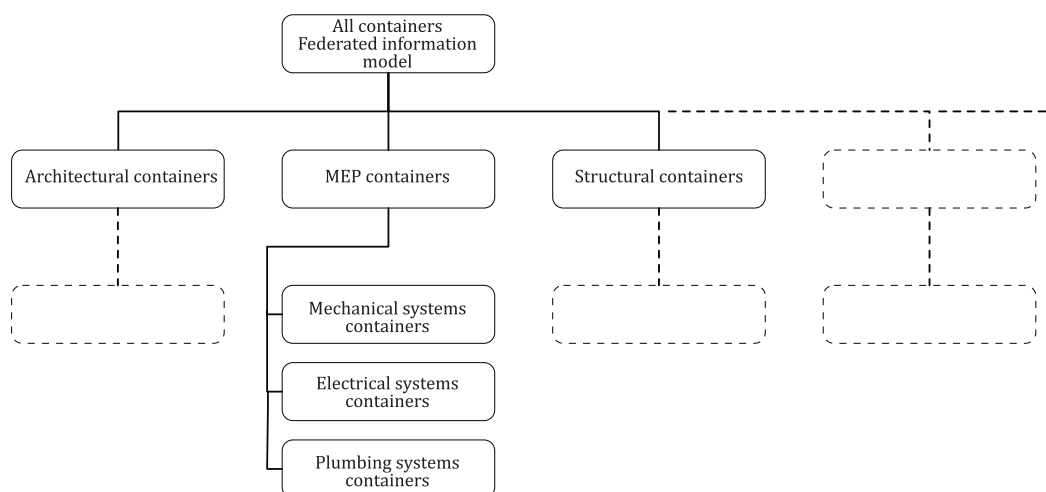 All containers
Federated information
model
Architectural containers
MEP containers
Structural containers
Mechanical systems
containers
Electrical systems
containers
Plumbing systems
containers